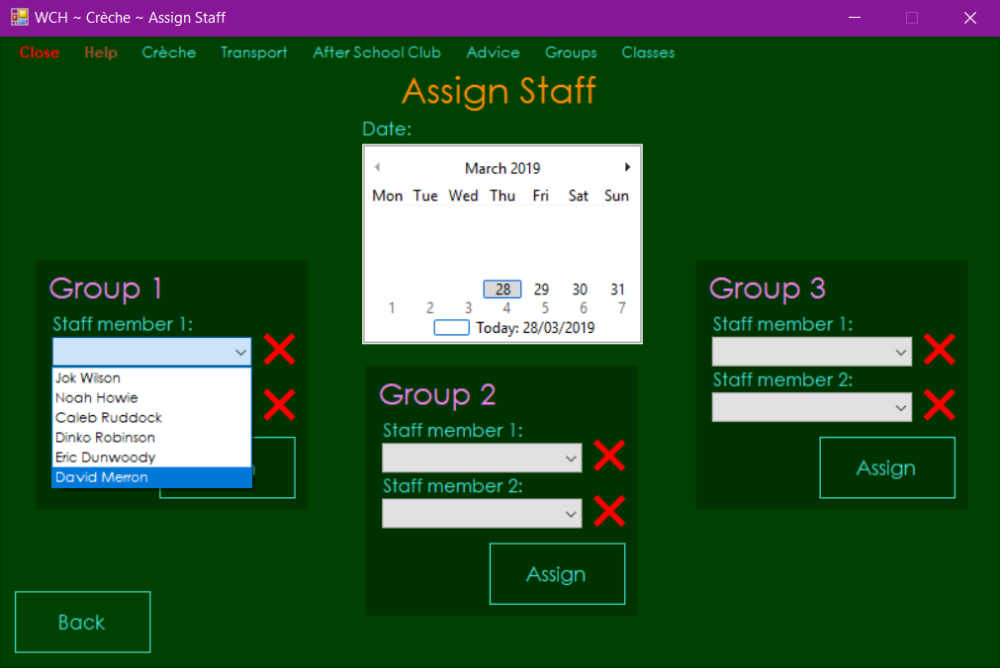 WCH ~ Crèche ~ Assign Staff
Close Help Crèche Transport After School Club Advice Groups Classes
Assign Staff
Date:
March 2019
Mon Tue Wed Thu Fri Sat Sun
28 29 30 31
1 2 3 4 5 6 7
Today: 28/03/2019
Group 1
Staff member 1:
Jok Wilson
Noah Howie
Caleb Ruddock
Dinko Robinson
Eric Dunwoody
David Merron
Group 2
Staff member 1:
Staff member 2:
Assign
Group 3
Staff member 1:
Staff member 2:
Assign
Back